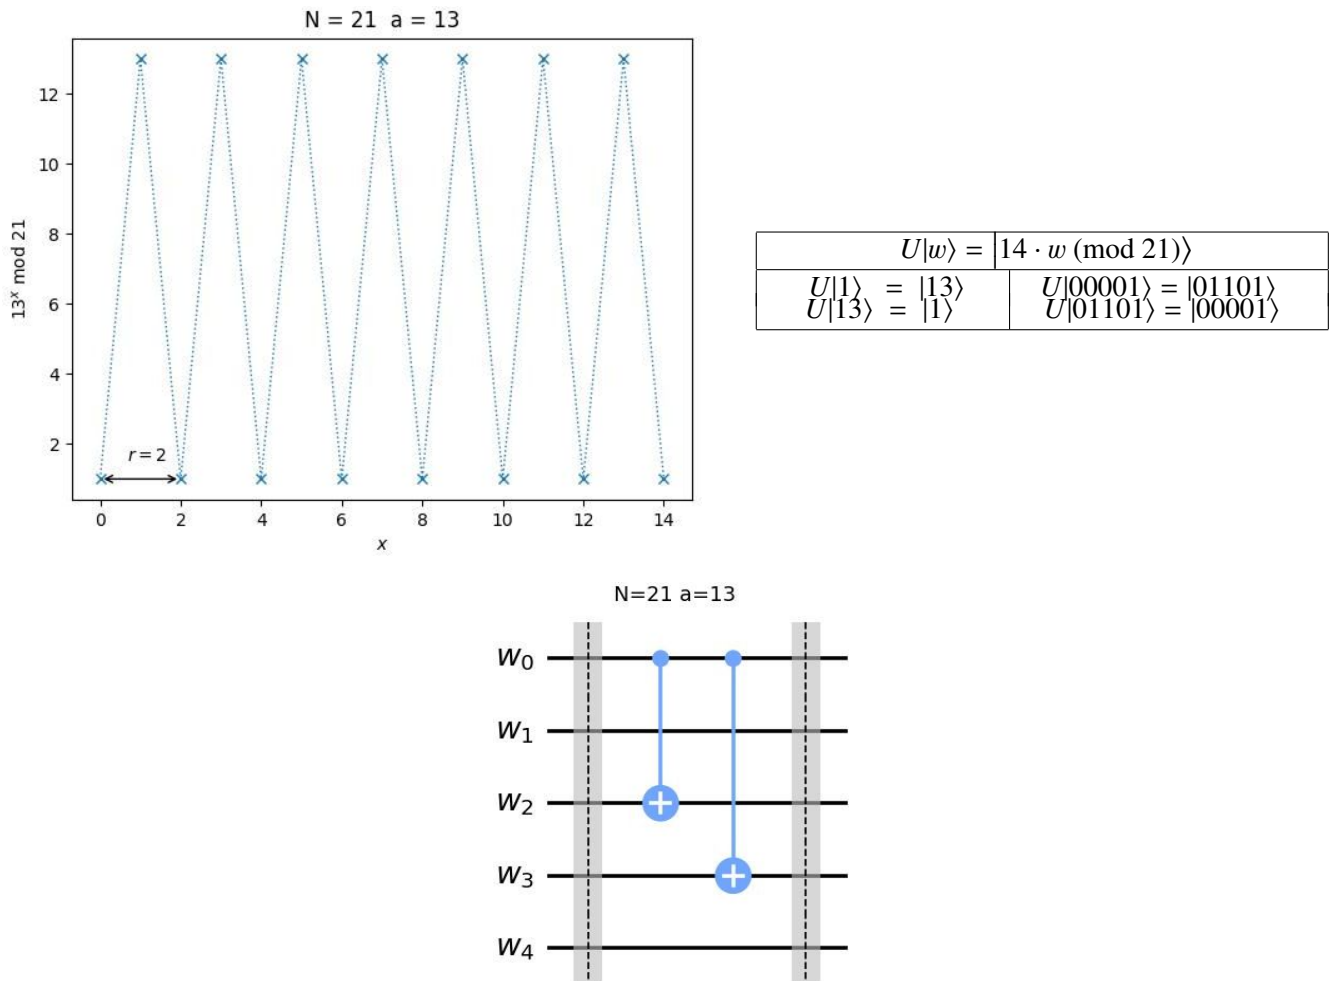 N = 21 a = 13
12
10
8
6
4
2
13^x mod 21
r = 2
0 2 4 6 8 10 12 14
x
U|w⟩ = |14 · w (mod 21)⟩
U|1⟩ = |13⟩ U|00001⟩ = |01101⟩
U|13⟩ = |1⟩ U|01101⟩ = |00001⟩
N=21 a=13
w₀
w₁
w₂
w₃
w₄